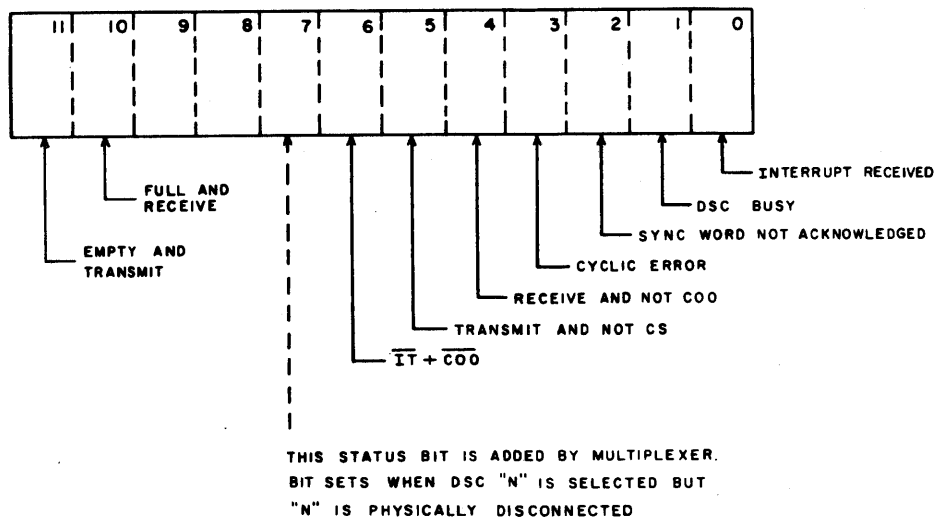 11 10 9 8 7 6 5 4 3 2 1 0
INTERRUPT RECEIVED
FULL AND
RECEIVE
DSC BUSY
SYNC WORD NOT ACKNOWLEDGED
EMPTY AND
TRANSMIT
CYCLIC ERROR
RECEIVE AND NOT COO
TRANSMIT AND NOT CS
I̅T̅ + C̅O̅O̅
THIS STATUS BIT IS ADDED BY MULTIPLEXER.
BIT SETS WHEN DSC "N" IS SELECTED BUT
"N" IS PHYSICALLY DISCONNECTED